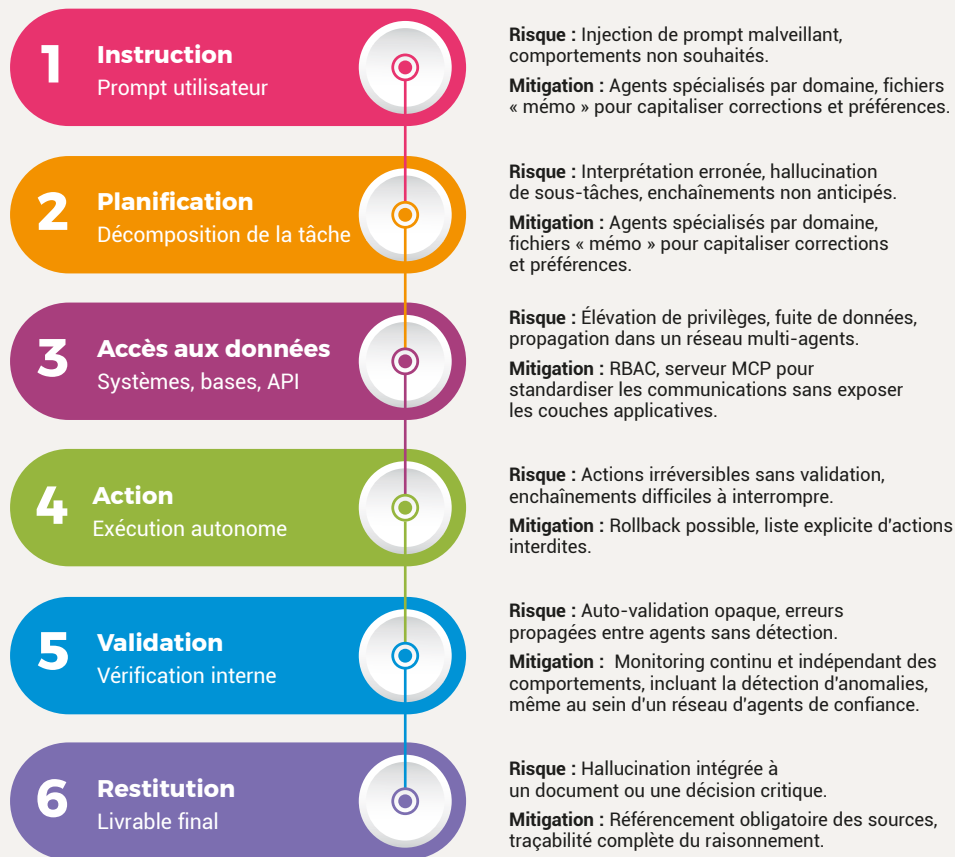 1
Instruction
Prompt utilisateur
Risque : Injection de prompt malveillant,
comportements non souhaités.
Mitigation : Agents spécialisés par domaine, fichiers
« mémo » pour capitaliser corrections et préférences.
2
Planification
Décomposition de la tâche
Risque : Interprétation erronée, hallucination
de sous-tâches, enchaînements non anticipés.
Mitigation : Agents spécialisés par domaine,
fichiers « mémo » pour capitaliser corrections
et préférences.
3
Accès aux données
Systèmes, bases, API
Risque : Élévation de privilèges, fuite de données,
propagation dans un réseau multi-agents.
Mitigation : RBAC, serveur MCP pour
standardiser les communications sans exposer
les couches applicatives.
4
Action
Exécution autonome
Risque : Actions irréversibles sans validation,
enchaînements difficiles à interrompre.
Mitigation : Rollback possible, liste explicite d'actions
interdites.
5
Validation
Vérification interne
Risque : Auto-validation opaque, erreurs
propagées entre agents sans détection.
Mitigation : Monitoring continu et indépendant des
comportements, incluant la détection d'anomalies,
même au sein d'un réseau d'agents de confiance.
6
Restitution
Livrable final
Risque : Hallucination intégrée à
un document ou une décision critique.
Mitigation : Référencement obligatoire des sources,
traçabilité complète du raisonnement.